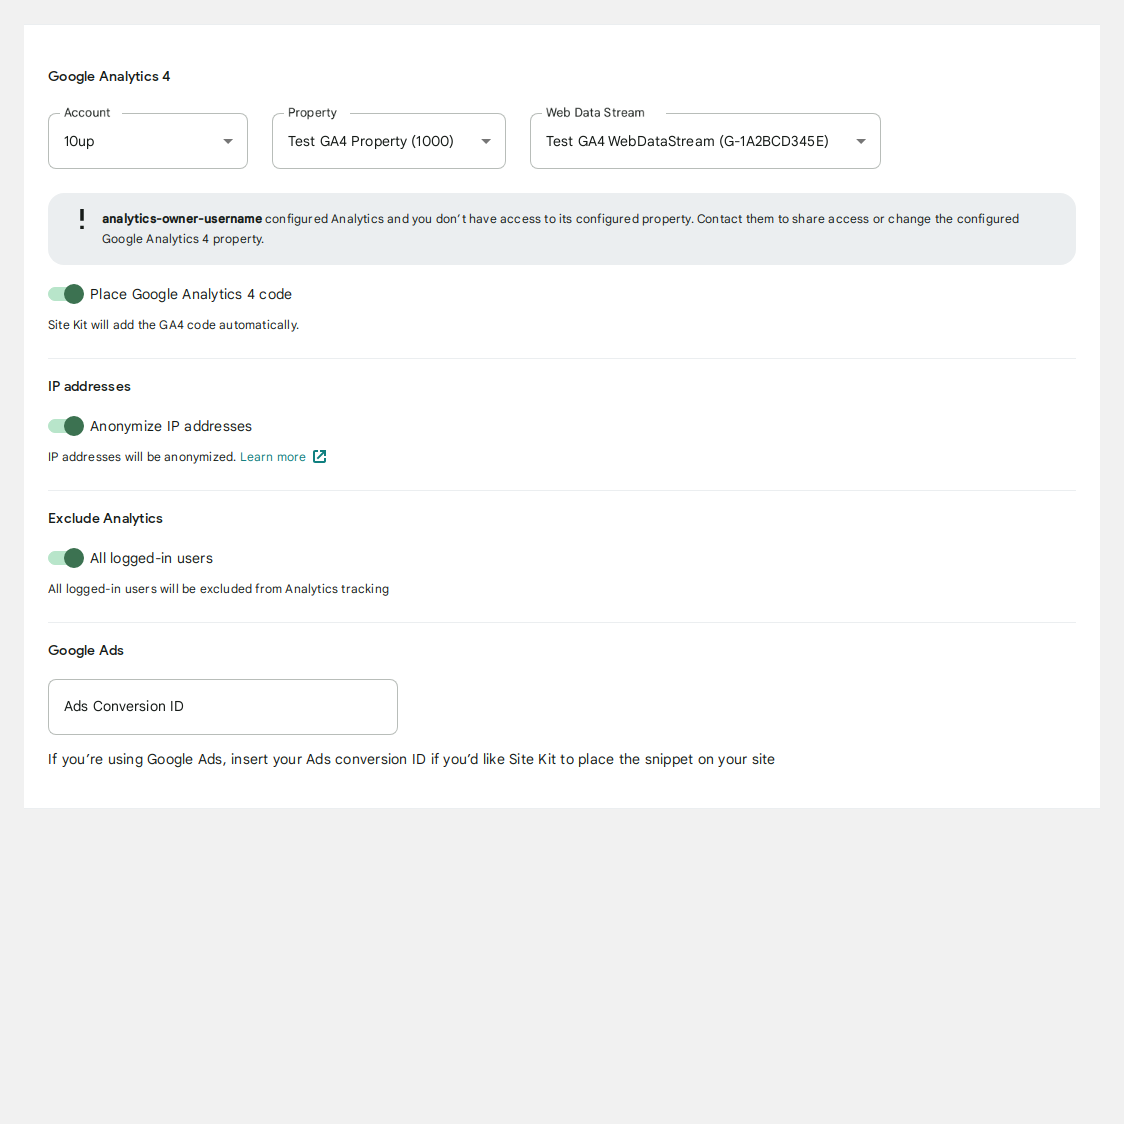 Google Analytics 4
Account
Property
Web Data Stream
10up
Test GA4 Property (1000)
Test GA4 WebDataStream (G-1A2BCD345E)
analytics-owner-username configured Analytics and you don’t have access to its configured property. Contact them to share access or change the configured
Google Analytics 4 property.
Place Google Analytics 4 code
Site Kit will add the GA4 code automatically.
IP addresses
Anonymize IP addresses
IP addresses will be anonymized. Learn more
Exclude Analytics
All logged-in users
All logged-in users will be excluded from Analytics tracking
Google Ads
Ads Conversion ID
If you’re using Google Ads, insert your Ads conversion ID if you’d like Site Kit to place the snippet on your site